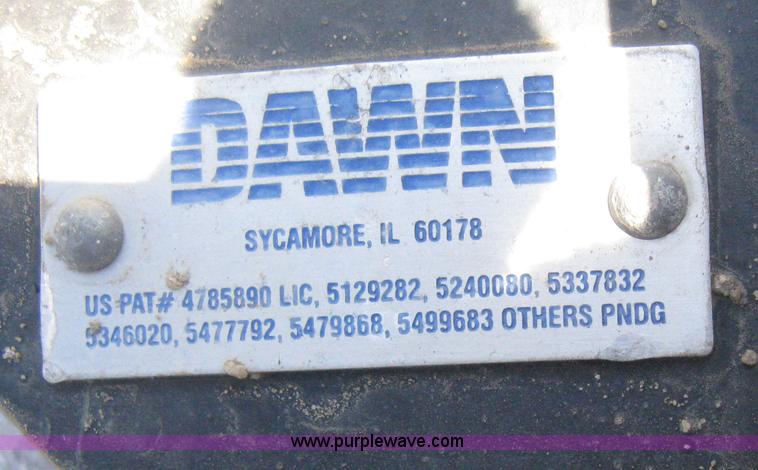 DAWN
SYCAMORE, IL 60178
US PAT# 4785890 LIC, 5129282, 5240080, 5337832
5346020, 5477792, 5479868, 5499683 OTHERS PNDG
www.purplewave.com